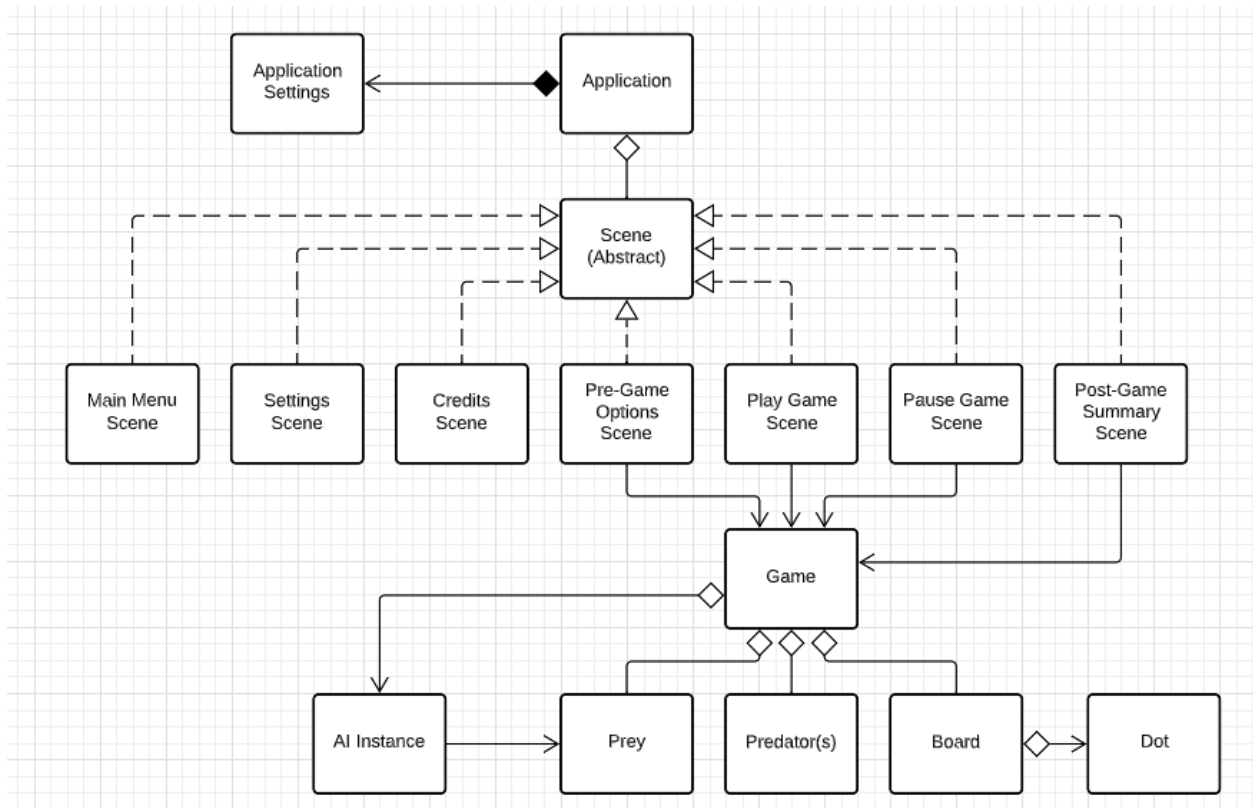 Application
Settings
Application
Scene
(Abstract)
Main Menu
Scene
Settings
Scene
Credits
Scene
Pre-Game
Options
Scene
Play Game
Scene
Pause Game
Scene
Post-Game
Summary
Scene
Game
AI Instance
Prey
Predator(s)
Board
Dot